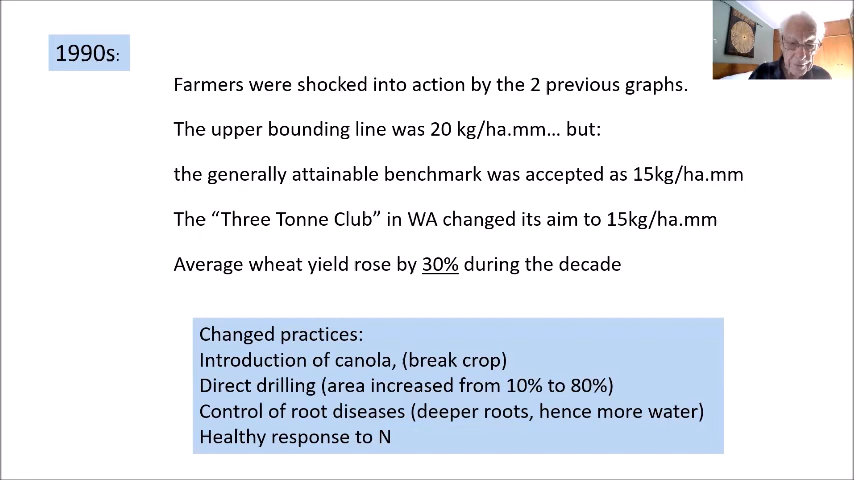 1990s:
Farmers were shocked into action by the 2 previous graphs.
The upper bounding line was 20 kg/ha.mm… but:
the generally attainable benchmark was accepted as 15kg/ha.mm
The “Three Tonne Club” in WA changed its aim to 15kg/ha.mm
Average wheat yield rose by 30% during the decade
Changed practices:
Introduction of canola, (break crop)
Direct drilling (area increased from 10% to 80%)
Control of root diseases (deeper roots, hence more water)
Healthy response to N